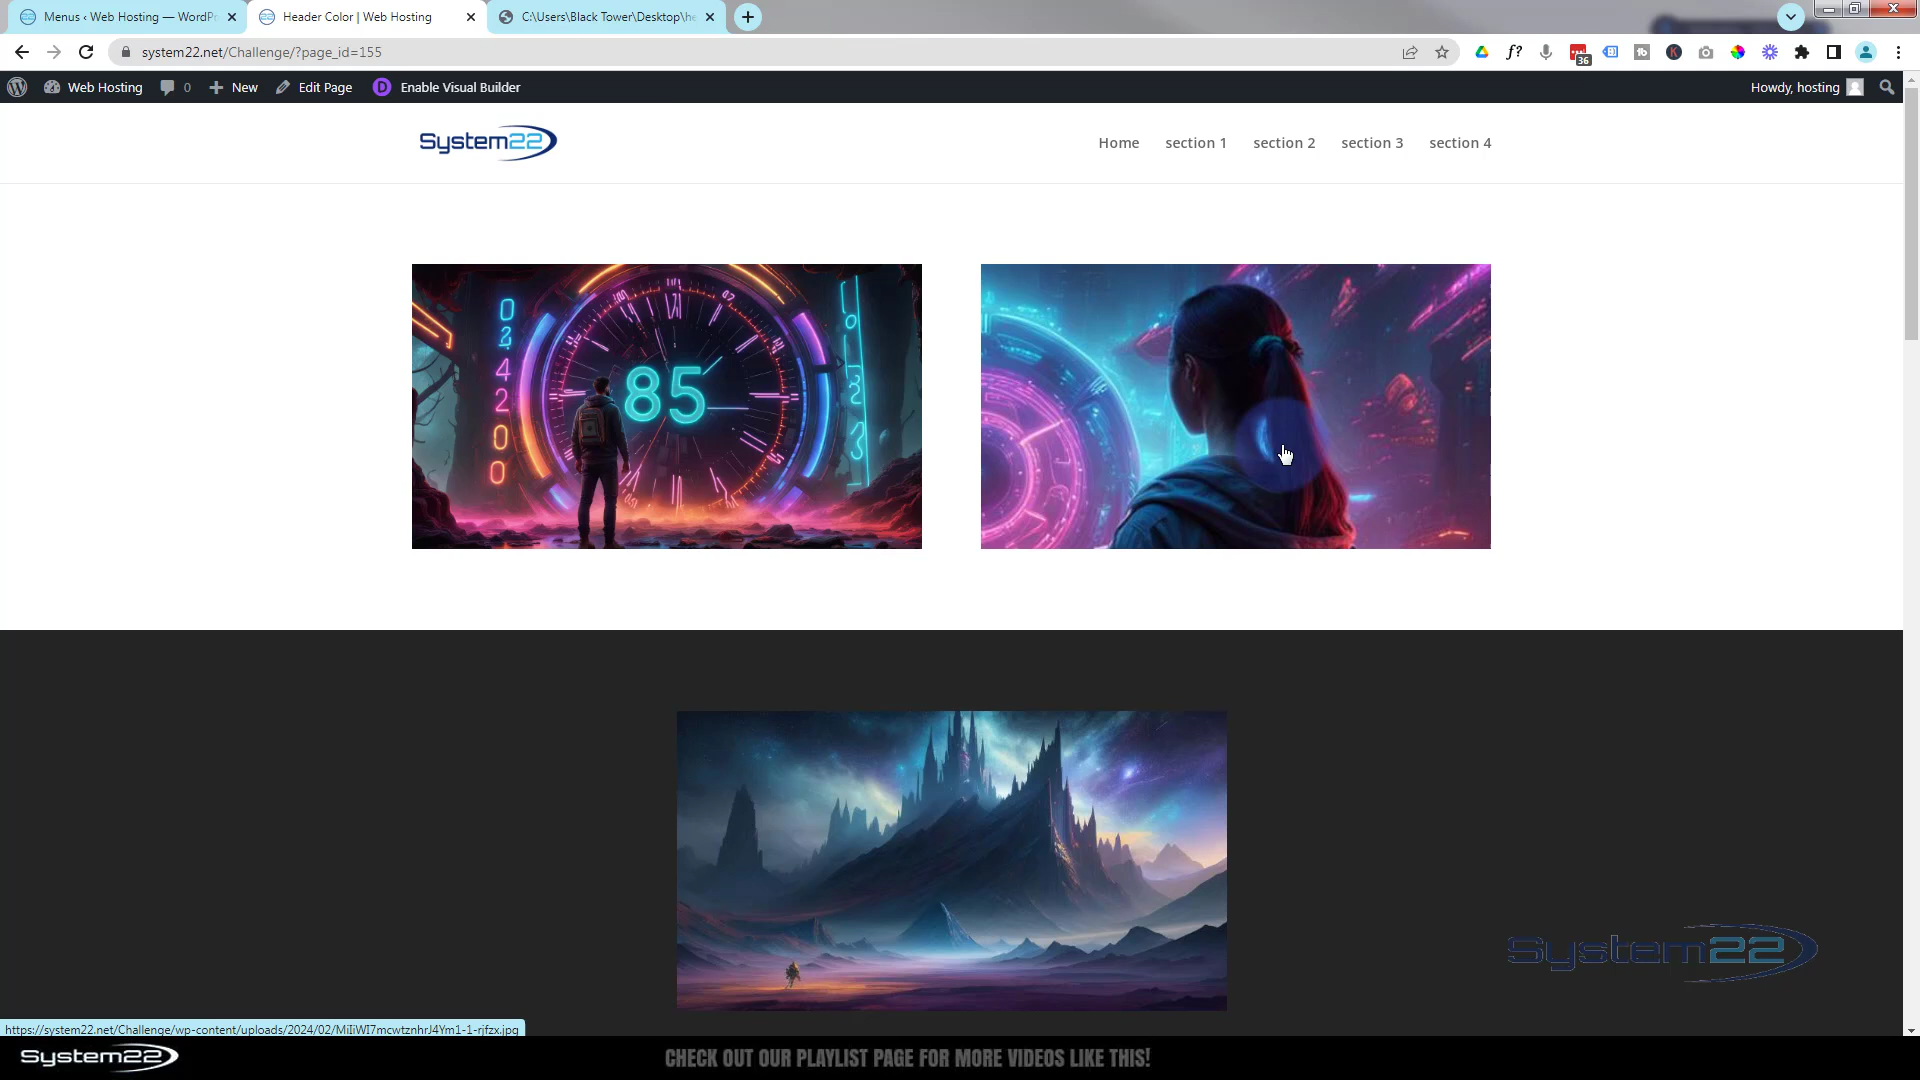 Menus ‹ Web Hosting — WordPr
Header Color | Web Hosting
C:\Users\Black Tower\Desktop\he
system22.net/Challenge/?page_id=155
36
Web Hosting
0
New
Edit Page
D
Enable Visual Builder
Howdy, hosting
System22
Home
section 1
section 2
section 3
section 4
85
System22
https://system22.net/Challenge/wp-content/uploads/2024/02/MiIiWI7mcwtznhrJ4Ym1-1-rjfzx.jpg
System22
CHECK OUT OUR PLAYLIST PAGE FOR MORE VIDEOS LIKE THIS!